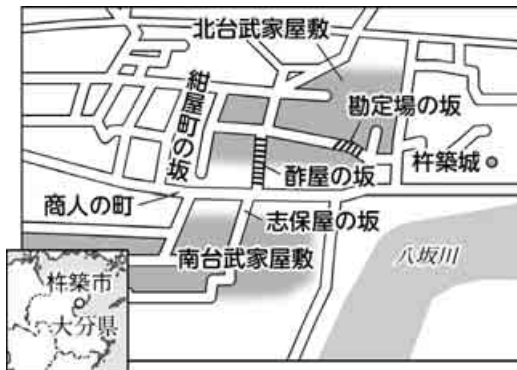 北台武家屋敷
紺屋町の坂
勘定場の坂
杵築城
酢屋の坂
商人の町
志保屋の坂
南台武家屋敷
八坂川
杵築市
大分県